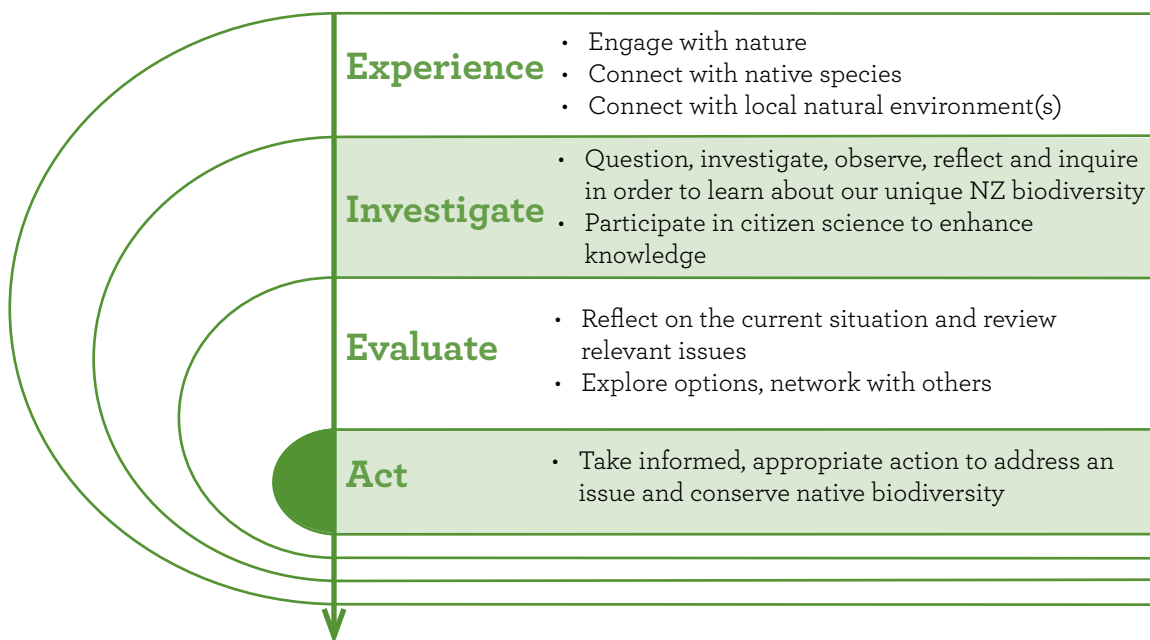 Experience
• Engage with nature
• Connect with native species
• Connect with local natural environment(s)
Investigate
• Question, investigate, observe, reflect and inquire
in order to learn about our unique NZ biodiversity
• Participate in citizen science to enhance
knowledge
Evaluate
• Reflect on the current situation and review
relevant issues
• Explore options, network with others
Act
• Take informed, appropriate action to address an
issue and conserve native biodiversity